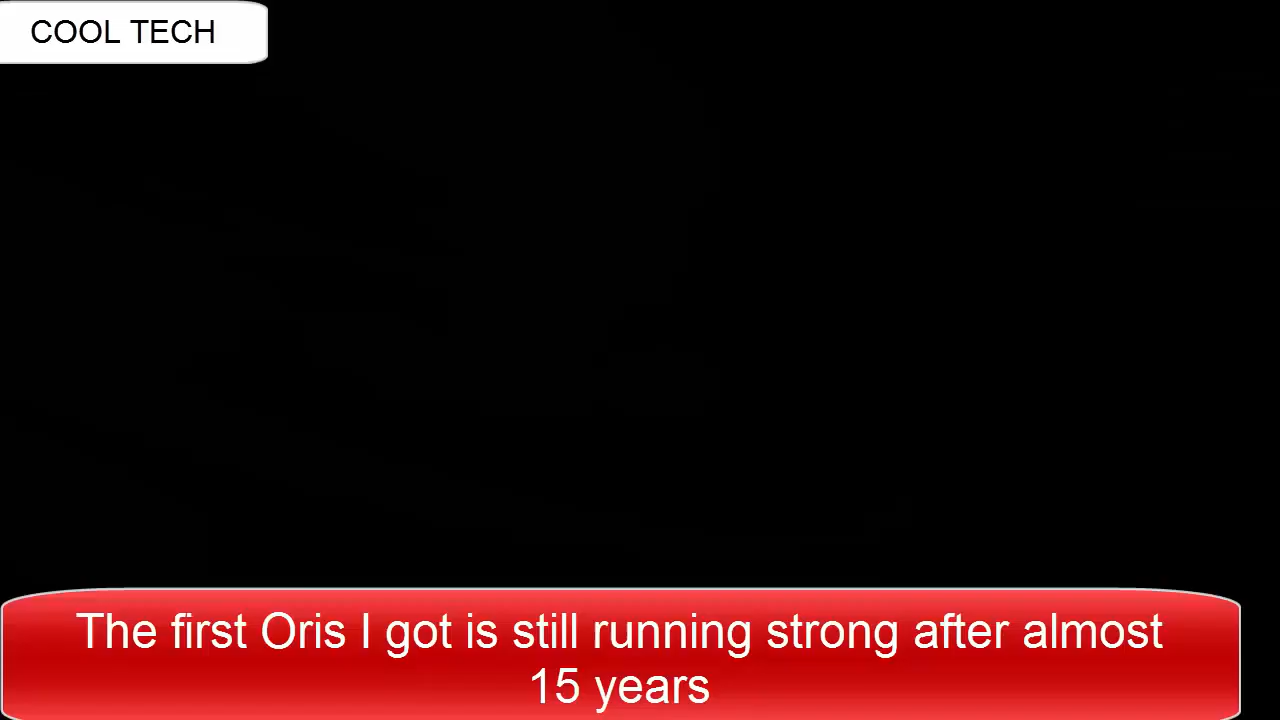 COOL TECH
The first Oris I got is still running strong after almost
15 years